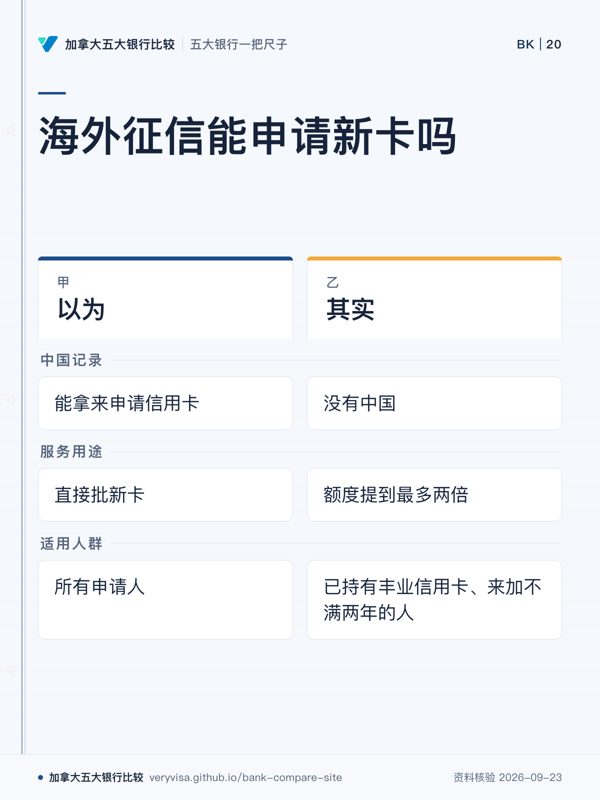 加拿大五大银行比较 五大银行一把尺子 BK | 20
海外征信能申请新卡吗
甲 乙
以为 其实
中国记录
能拿来申请信用卡 没有中国
服务用途
直接批新卡 额度提到最多两倍
适用人群
所有申请人 已持有丰业信用卡、来加不
满两年的人
加拿大五大银行比较 veryvisa.github.io/bank-compare-site 资料核验 2026-09-23